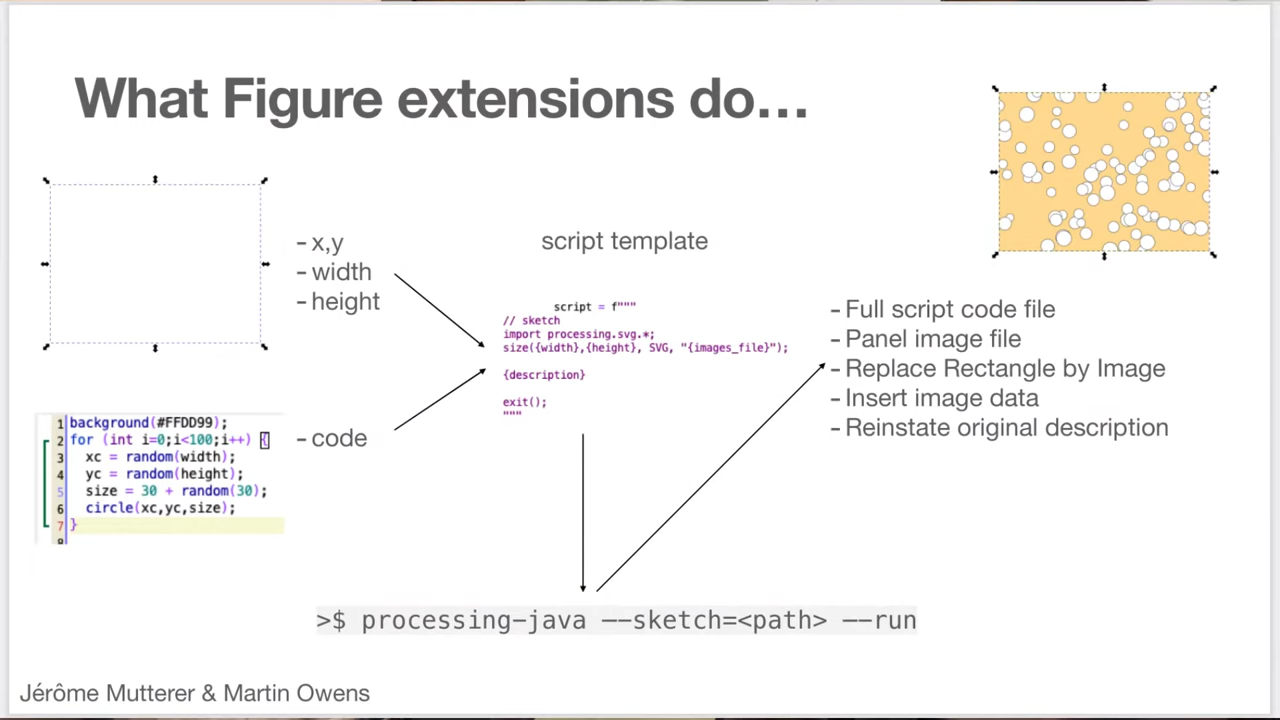 What Figure extensions do…
- x,y
- width
- height
script template
script = f"""
// sketch
import processing.svg.*;
size({width},{height}, SVG, "{images_file}");
{description}
exit();
"""
- Full script code file
- Panel image file
- Replace Rectangle by Image
- Insert image data
- Reinstate original description
1 background(#FFDD99);
2 for (int i=0;i<100;i++) {
3 xc = random(width);
4 yc = random(height);
5 size = 30 + random(30);
6 circle(xc,yc,size);
7 }
8
- code
>$ processing-java --sketch=<path> --run
Jérôme Mutterer & Martin Owens